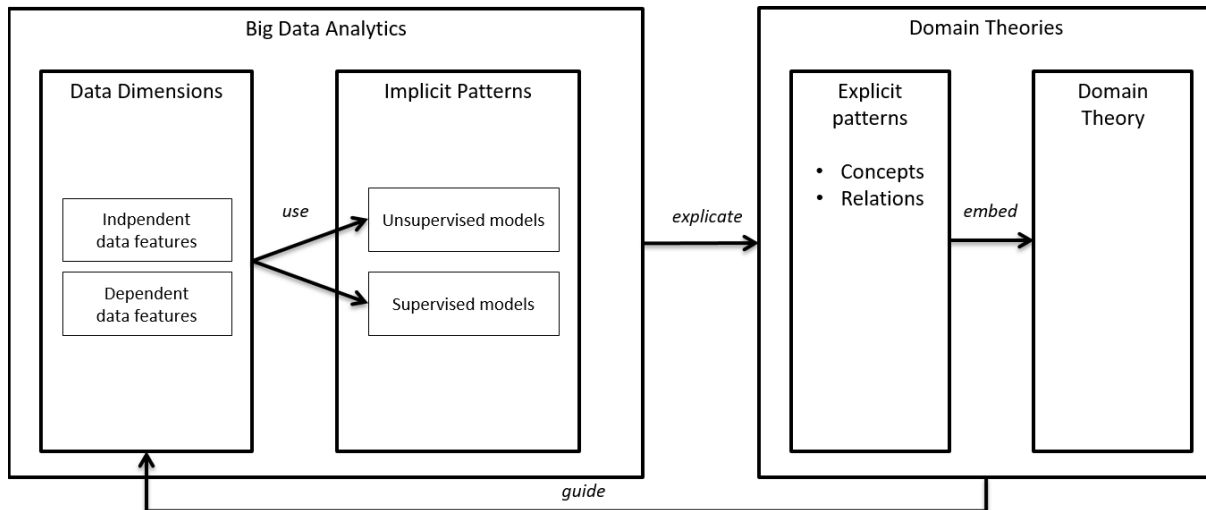 Big Data Analytics
Data Dimensions
Indpendent
data features
Dependent
data features
use
Implicit Patterns
Unsupervised models
Supervised models
explicate
Domain Theories
Explicit
patterns
• Concepts
• Relations
embed
Domain
Theory
guide